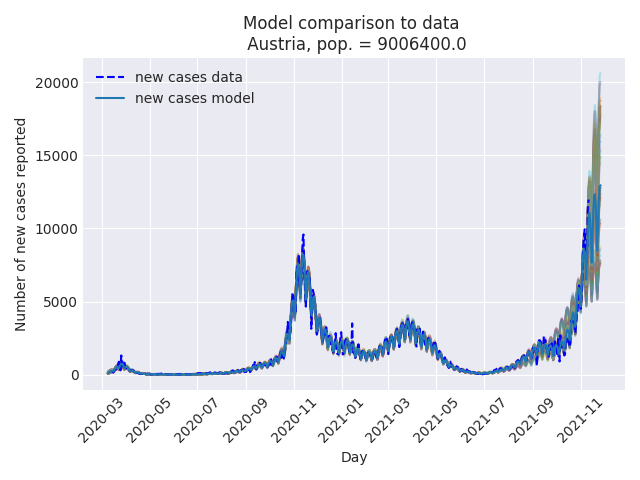 Model comparison to data
Austria, pop. = 9006400.0
new cases data
new cases model
Number of new cases reported
20000
15000
10000
5000
0
2020-03
2020-05
2020-07
2020-09
2020-11
2021-01
2021-03
2021-05
2021-07
2021-09
2021-11
Day